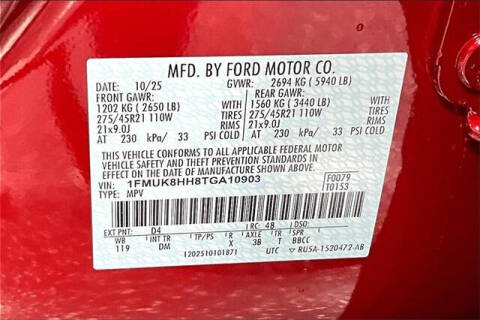 MFD. BY FORD MOTOR CO.
DATE: 10/25 GVWR: 2694 KG ( 5940 LB)
FRONT GAWR: REAR GAWR:
1202 KG ( 2650 LB) 1560 KG ( 3440 LB)
275/45R21 110W TIRES 275/45R21 110W TIRES
21x9.0J RIMS 21x9.0J RIMS
AT 230 kPa/ 33 PSI COLD AT 230 kPa/ 33 PSI COLD
THIS VEHICLE CONFORMS TO ALL APPLICABLE FEDERAL MOTOR
VEHICLE SAFETY STANDARDS AND THEFT PREVENTION STANDARDS IN
EFFECT ON THE DATE OF MANUFACTURE SHOWN ABOVE.
VIN: 1FMUK8HH8TGA10903 F0079
TYPE: MPV T0153
EXT PNT: D4 RC: 48 DSO:
WB INT TR TP/PS R AXLE TR SPR
119 DM X 3B T BBCC
1202510101871 UTC RU5A-1520472-AB